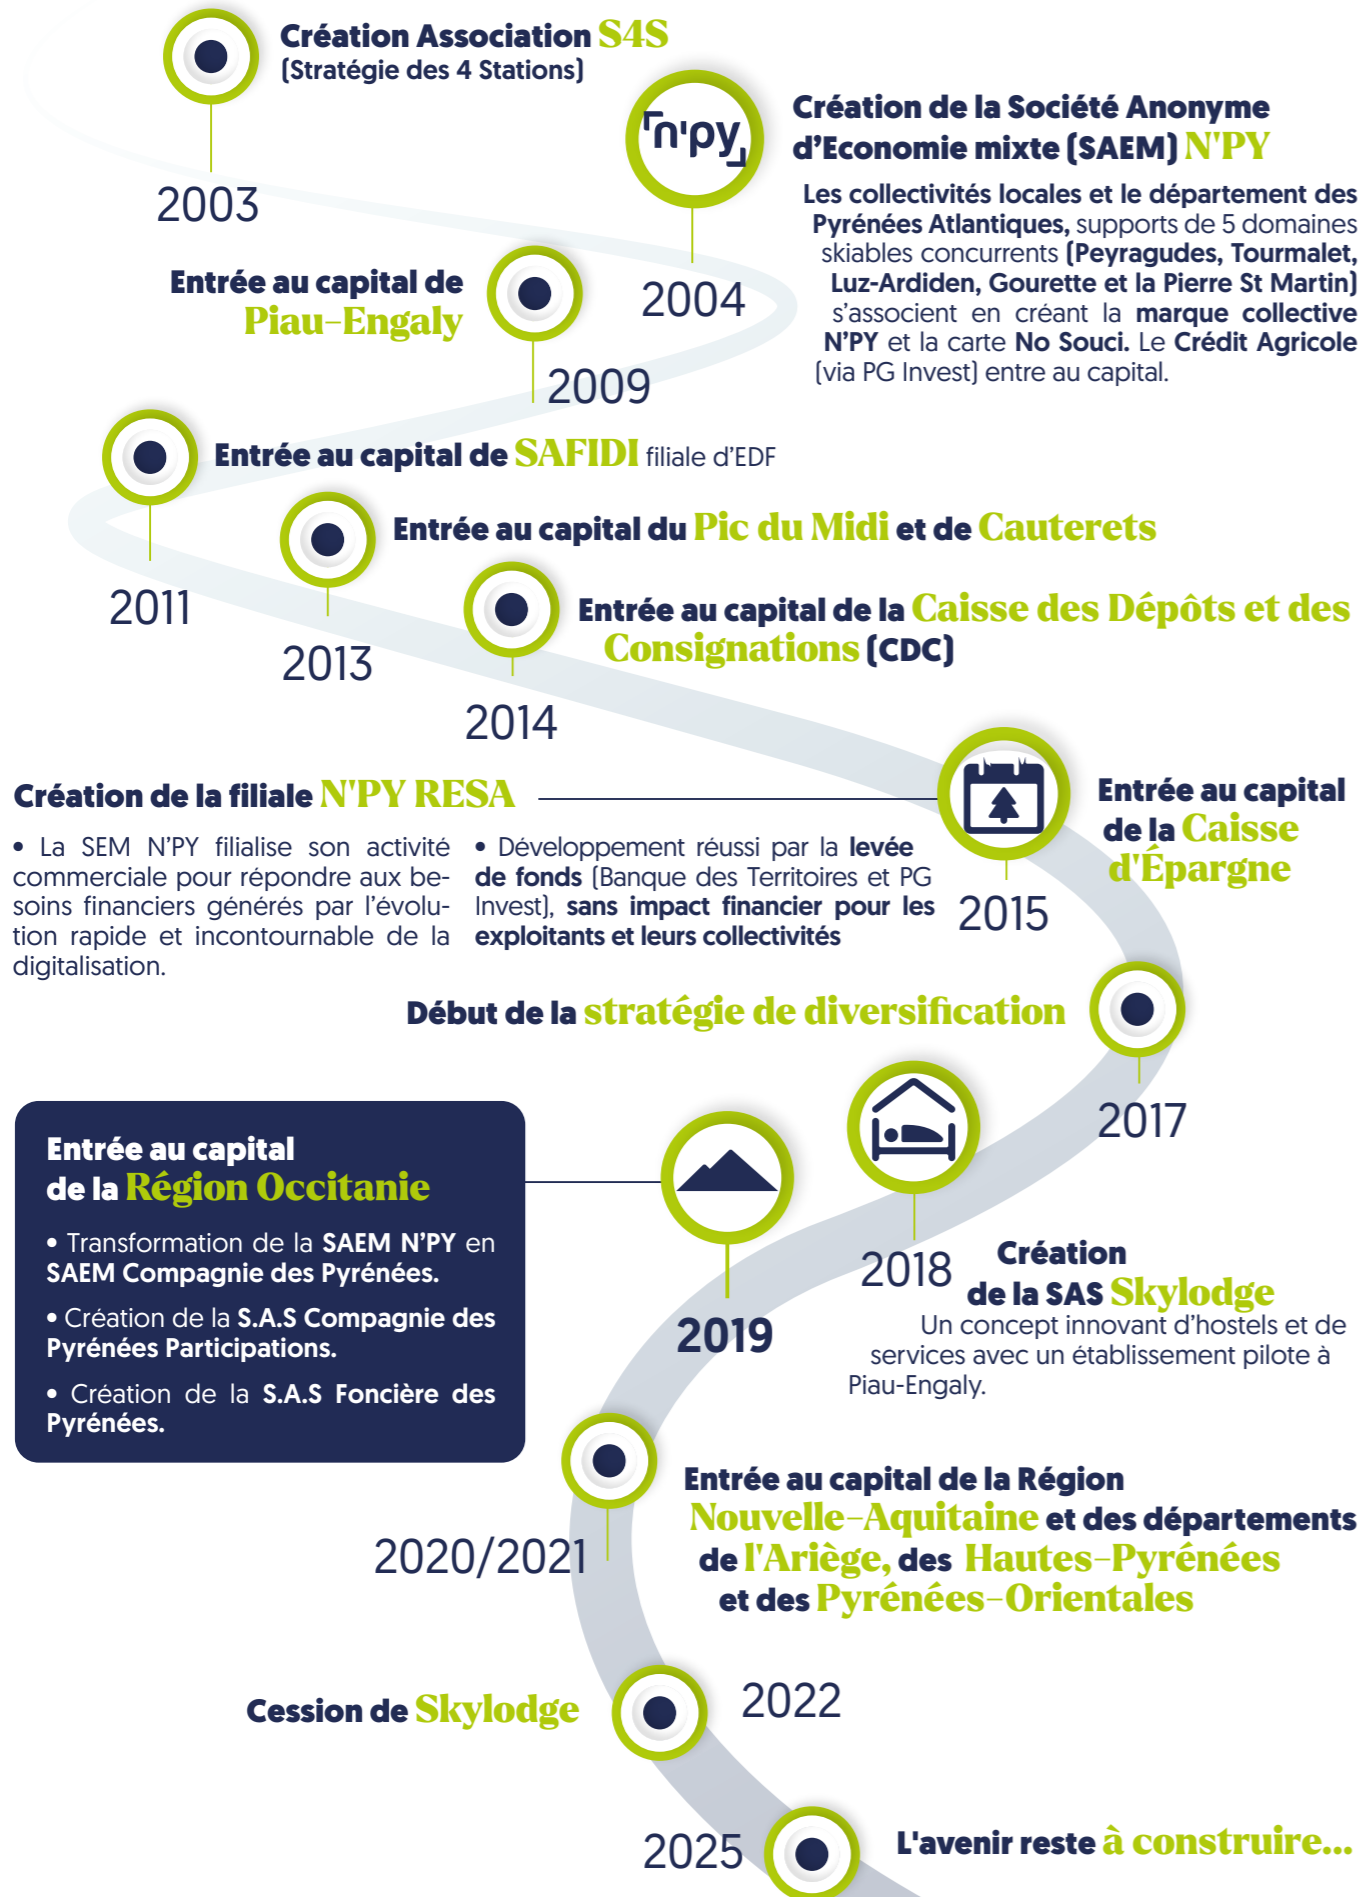 Création Association S4S
(Stratégie des 4 Stations)
2003
n'py
Création de la Société Anonyme
d'Economie mixte (SAEM) N'PY
Les collectivités locales et le département des
Pyrénées Atlantiques, supports de 5 domaines
skiables concurrents (Peyragudes, Tourmalet,
Luz-Ardiden, Gourette et la Pierre St Martin)
s'associent en créant la marque collective
N'PY et la carte No Souci. Le Crédit Agricole
(via PG Invest) entre au capital.
2004
Entrée au capital de
Piau-Engaly
2009
Entrée au capital de SAFIDI filiale d'EDF
2011
Entrée au capital du Pic du Midi et de Cauterets
2013
Entrée au capital de la Caisse des Dépôts et des
Consignations (CDC)
2014
Création de la filiale N'PY RESA
• La SEM N'PY filialise son activité
commerciale pour répondre aux be-
soins financiers générés par l'évolu-
tion rapide et incontournable de la
digitalisation.
• Développement réussi par la levée
de fonds (Banque des Territoires et PG
Invest), sans impact financier pour les
exploitants et leurs collectivités
Entrée au capital
de la Caisse
d'Épargne
2015
Début de la stratégie de diversification
2017
2018
Création
de la SAS Skylodge
Un concept innovant d'hostels et de
services avec un établissement pilote à
Piau-Engaly.
Entrée au capital
de la Région Occitanie
• Transformation de la SAEM N'PY en
SAEM Compagnie des Pyrénées.
• Création de la S.A.S Compagnie des
Pyrénées Participations.
• Création de la S.A.S Foncière des
Pyrénées.
2019
Entrée au capital de la Région
Nouvelle-Aquitaine et des départements
de l'Ariège, des Hautes-Pyrénées
et des Pyrénées-Orientales
2020/2021
Cession de Skylodge
2022
2025
L'avenir reste à construire...